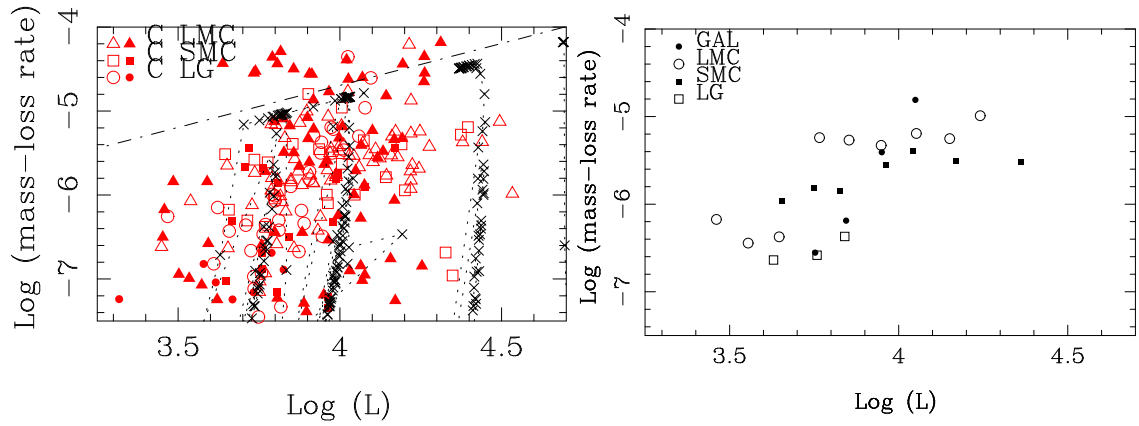 C LMC
C SMC
C LG
Log (mass-loss rate)
-4
-5
-6
-7
3.5
4
4.5
Log (L)
GAL
LMC
SMC
LG
Log (mass-loss rate)
-4
-5
-6
-7
3.5
4
4.5
Log (L)